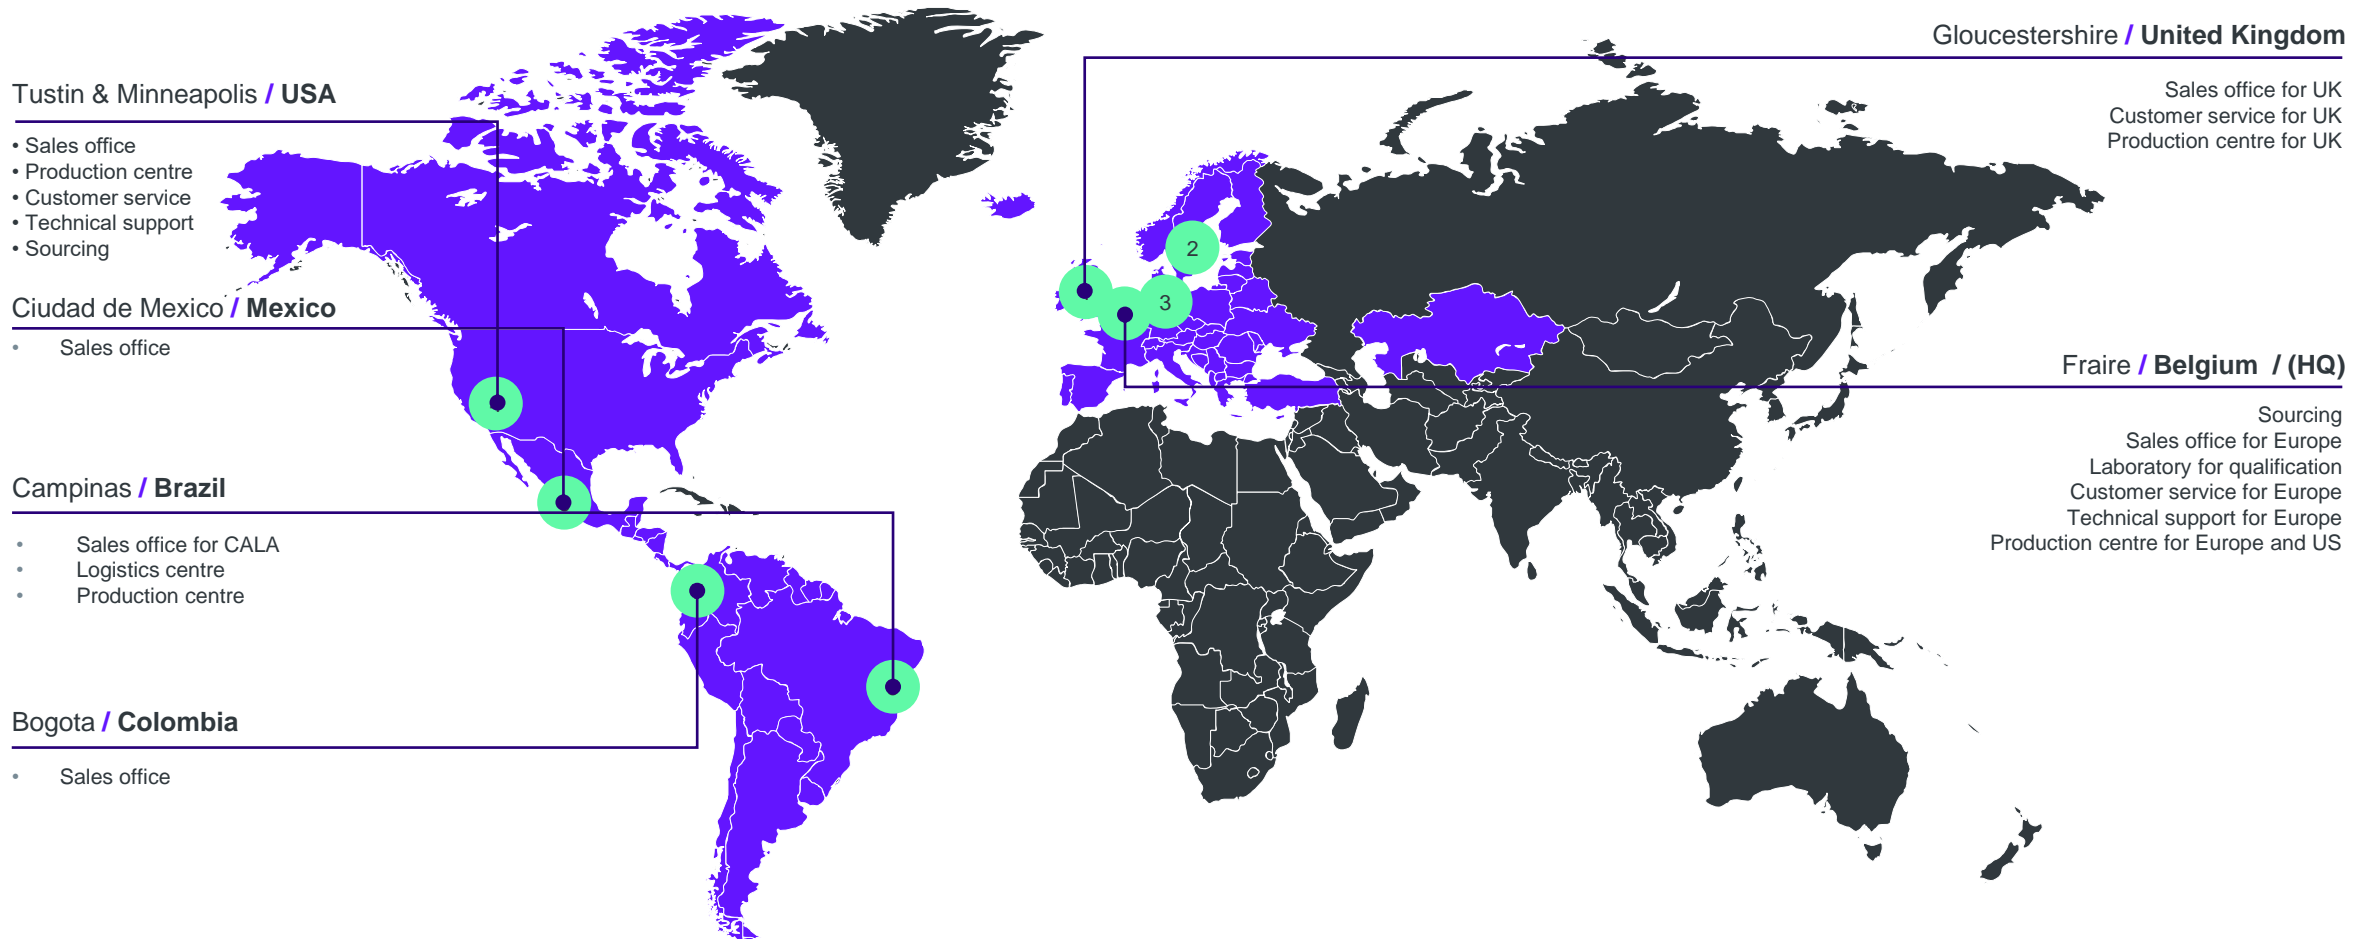 Tustin & Minneapolis / USA
• Sales office
• Production centre
• Customer service
• Technical support
• Sourcing
Ciudad de Mexico / Mexico
• Sales office
Campinas / Brazil
• Sales office for CALA
• Logistics centre
• Production centre
Bogota / Colombia
• Sales office
2
3
Gloucestershire / United Kingdom
Sales office for UK
Customer service for UK
Production centre for UK
Fraire / Belgium / (HQ)
Sourcing
Sales office for Europe
Laboratory for qualification
Customer service for Europe
Technical support for Europe
Production centre for Europe and US